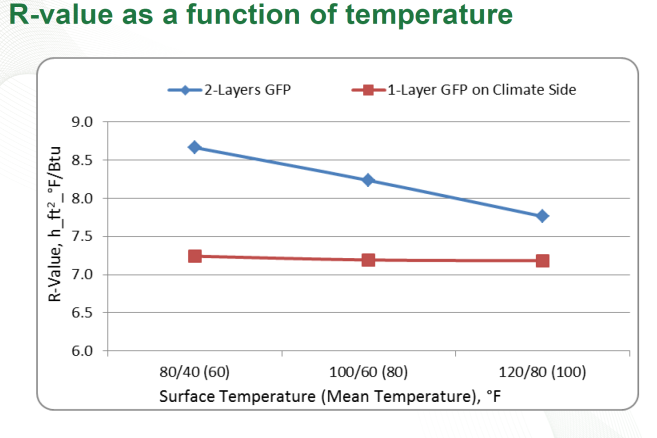 R-value as a function of temperature
2-Layers GFP
1-Layer GFP on Climate Side
9.0
8.5
8.0
7.5
7.0
6.5
6.0
R-Value, h_ft²_°F/Btu
80/40 (60)
100/60 (80)
120/80 (100)
Surface Temperature (Mean Temperature), °F